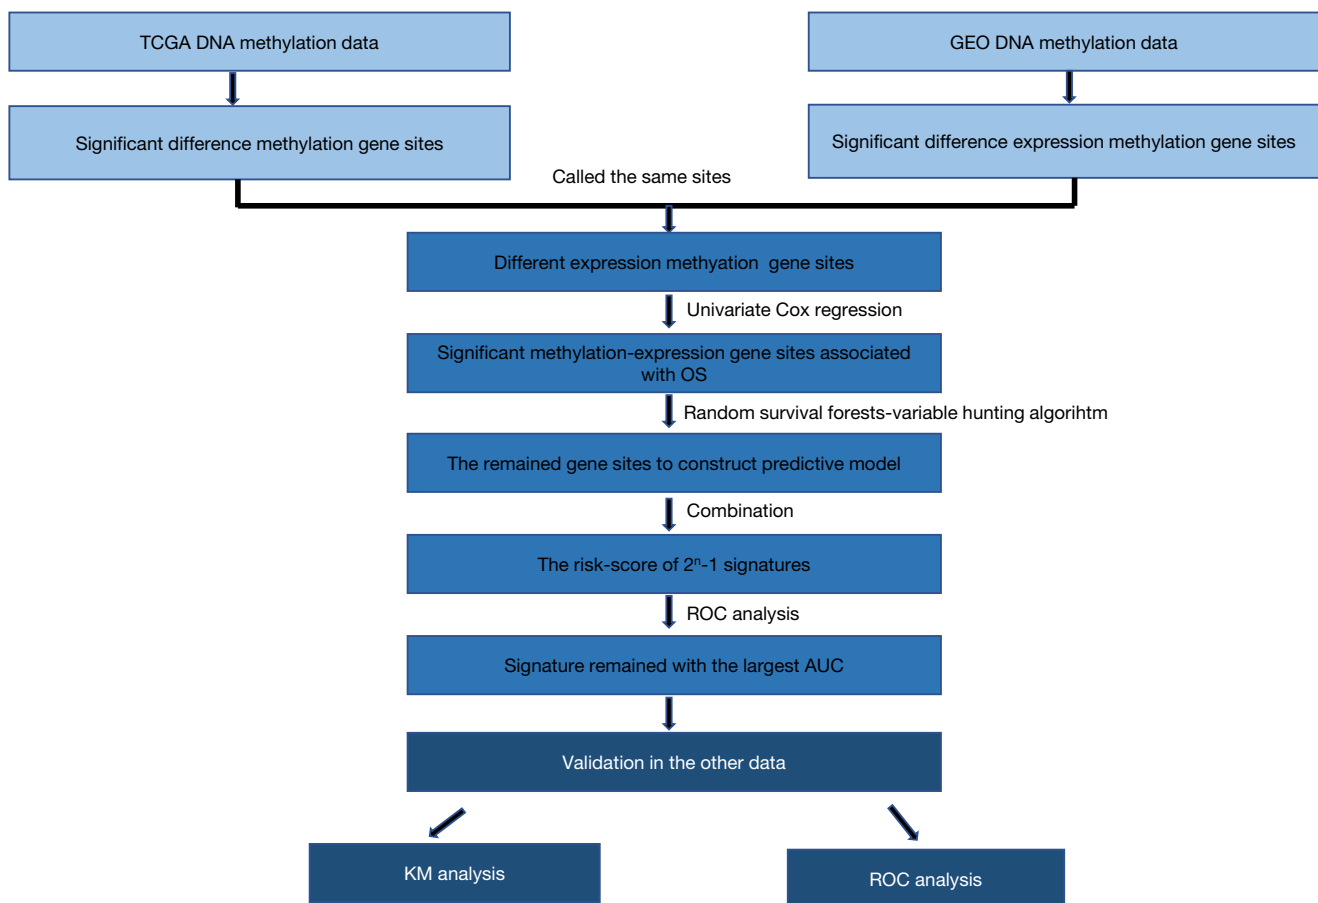 TCGA DNA methylation data
GEO DNA methylation data
Significant difference methylation gene sites
Significant difference expression methylation gene sites
Called the same sites
Different expression methyation gene sites
Univariate Cox regression
Significant methylation-expression gene sites associated
with OS
Random survival forests-variable hunting algorihtm
The remained gene sites to construct predictive model
Combination
The risk-score of 2ⁿ-1 signatures
ROC analysis
Signature remained with the largest AUC
Validation in the other data
KM analysis
ROC analysis